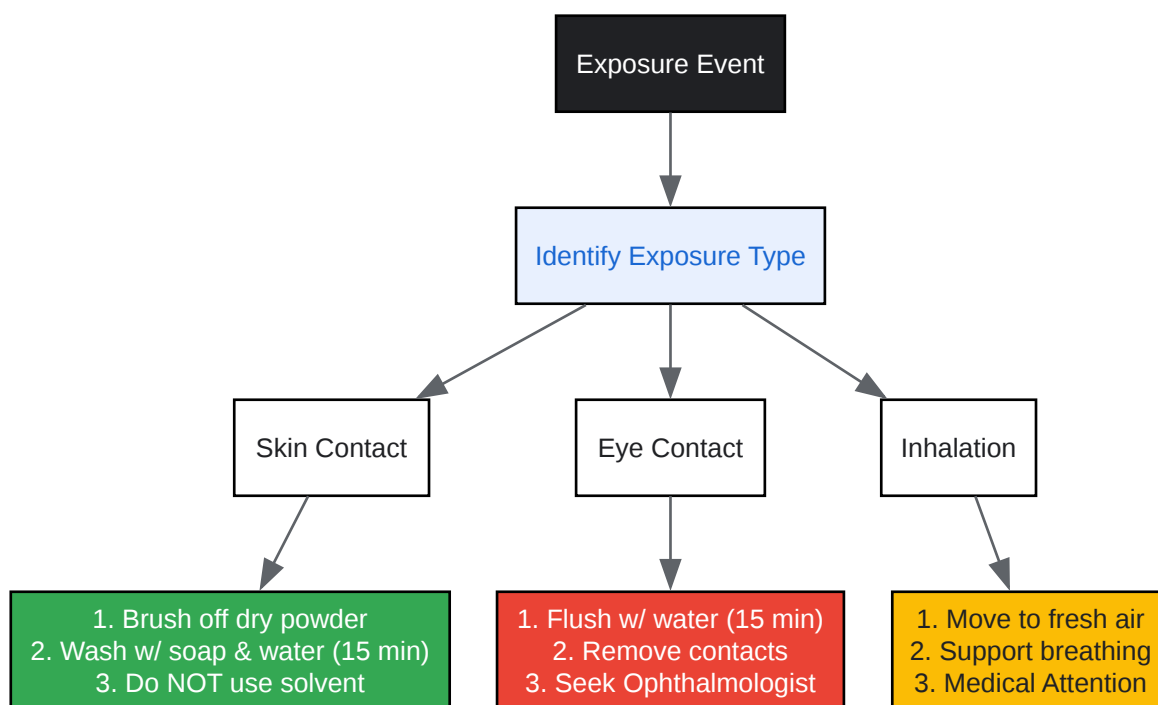 Exposure Event
Identify Exposure Type
Skin Contact
Eye Contact
Inhalation
1. Brush off dry powder
2. Wash w/ soap & water (15 min)
3. Do NOT use solvent
1. Flush w/ water (15 min)
2. Remove contacts
3. Seek Ophthalmologist
1. Move to fresh air
2. Support breathing
3. Medical Attention